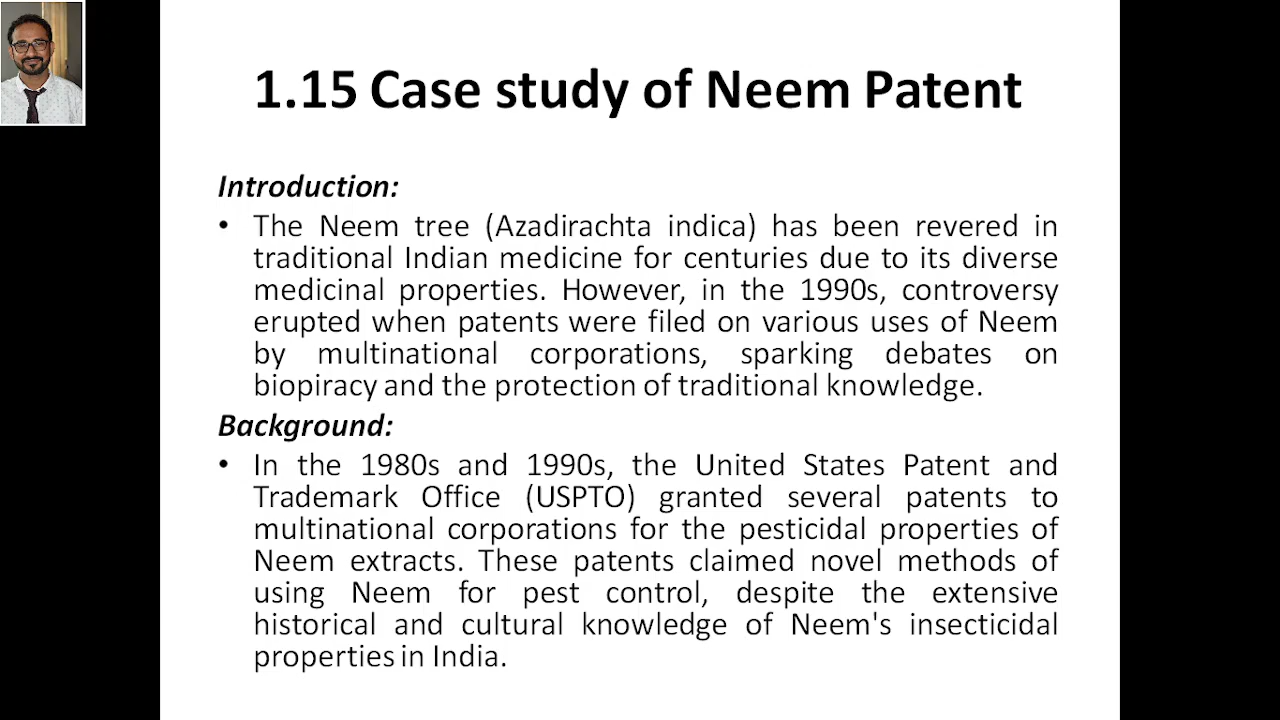 1.15 Case study of Neem Patent
Introduction:
• The Neem tree (Azadirachta indica) has been revered in
traditional Indian medicine for centuries due to its diverse
medicinal properties. However, in the 1990s, controversy
erupted when patents were filed on various uses of Neem
by multinational corporations, sparking debates on
biopiracy and the protection of traditional knowledge.
Background:
• In the 1980s and 1990s, the United States Patent and
Trademark Office (USPTO) granted several patents to
multinational corporations for the pesticidal properties of
Neem extracts. These patents claimed novel methods of
using Neem for pest control, despite the extensive
historical and cultural knowledge of Neem's insecticidal
properties in India.